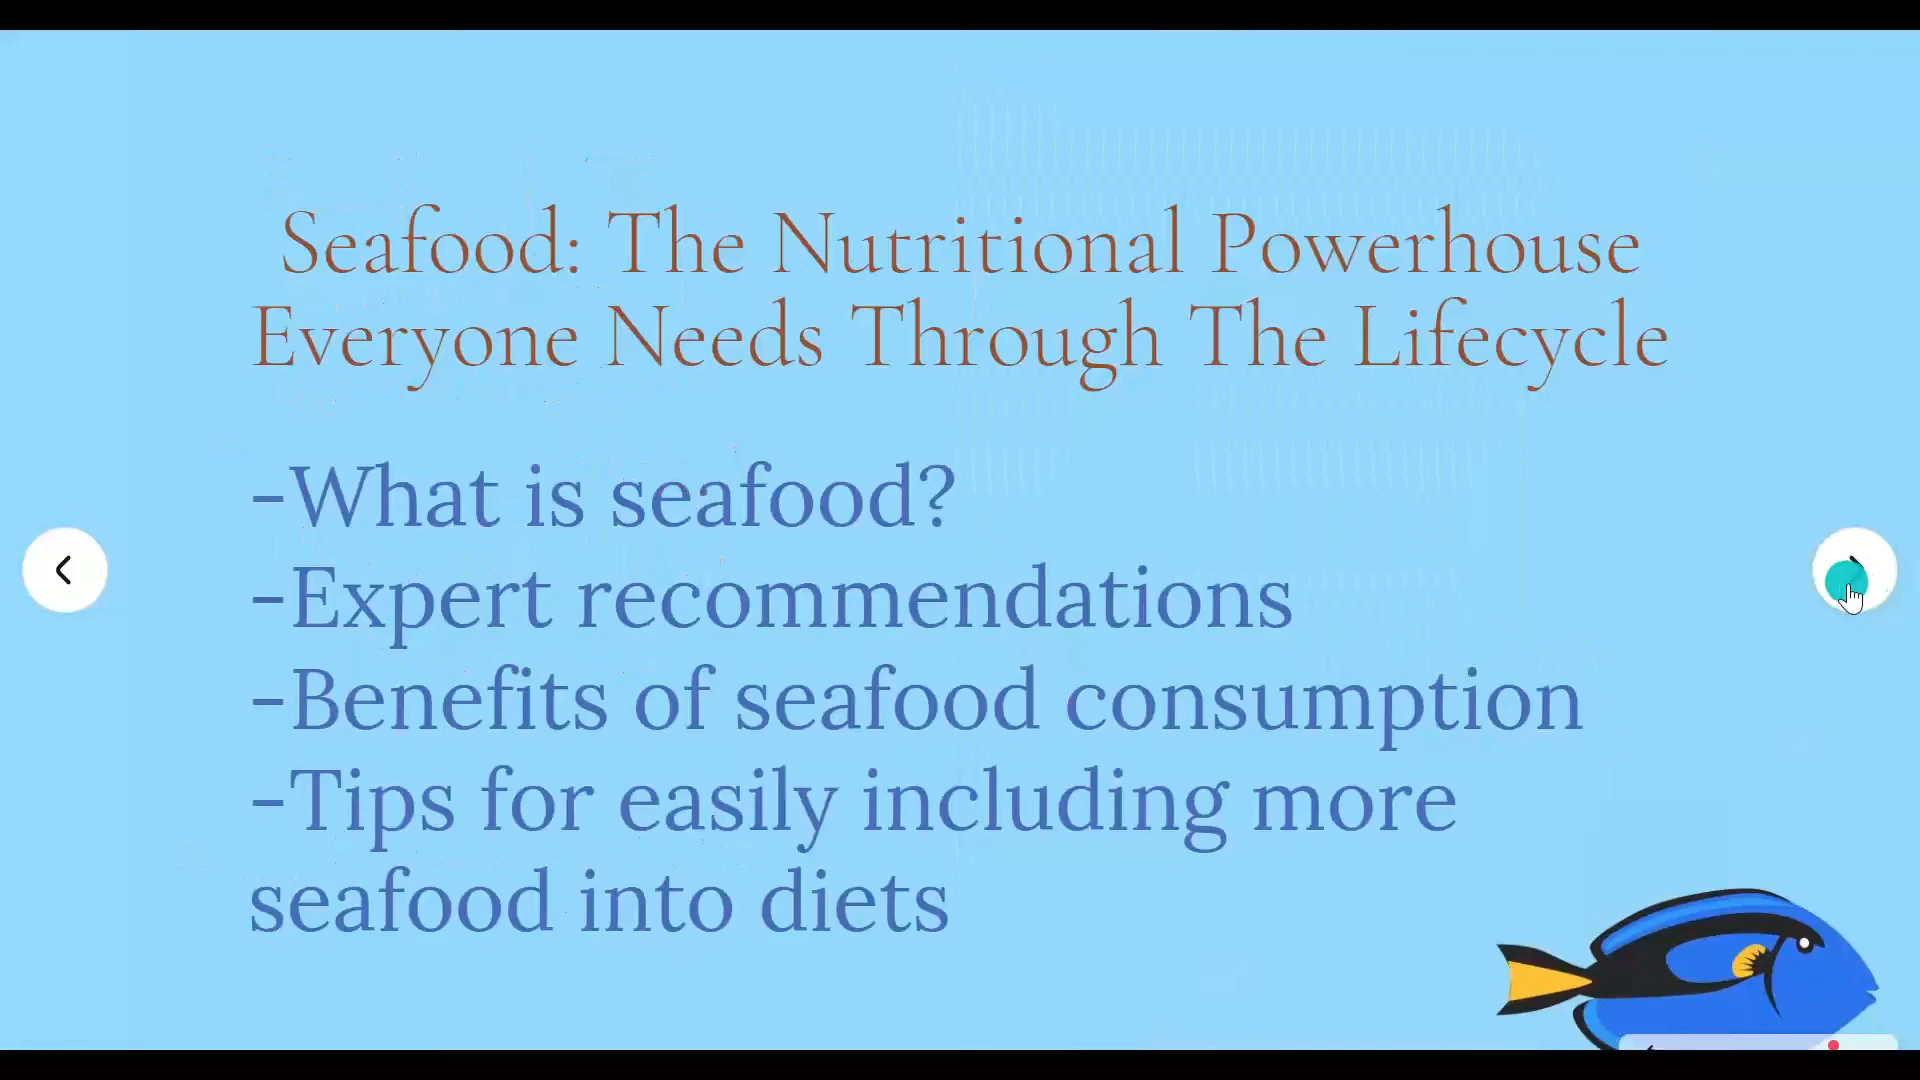 Seafood: The Nutritional Powerhouse
Everyone Needs Through The Lifecycle
-What is seafood?
-Expert recommendations
-Benefits of seafood consumption
-Tips for easily including more
seafood into diets